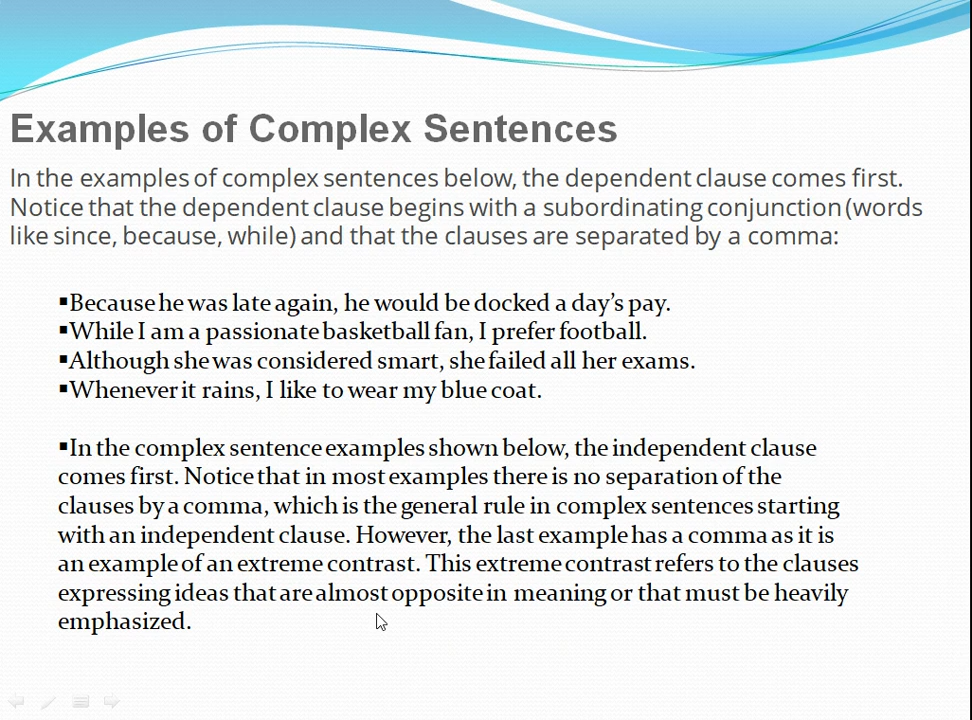 Examples of Complex Sentences
In the examples of complex sentences below, the dependent clause comes first.
Notice that the dependent clause begins with a subordinating conjunction (words
like since, because, while) and that the clauses are separated by a comma:
▪Because he was late again, he would be docked a day’s pay.
▪While I am a passionate basketball fan, I prefer football.
▪Although she was considered smart, she failed all her exams.
▪Whenever it rains, I like to wear my blue coat.
▪In the complex sentence examples shown below, the independent clause
comes first. Notice that in most examples there is no separation of the
clauses by a comma, which is the general rule in complex sentences starting
with an independent clause. However, the last example has a comma as it is
an example of an extreme contrast. This extreme contrast refers to the clauses
expressing ideas that are almost opposite in meaning or that must be heavily
emphasized.